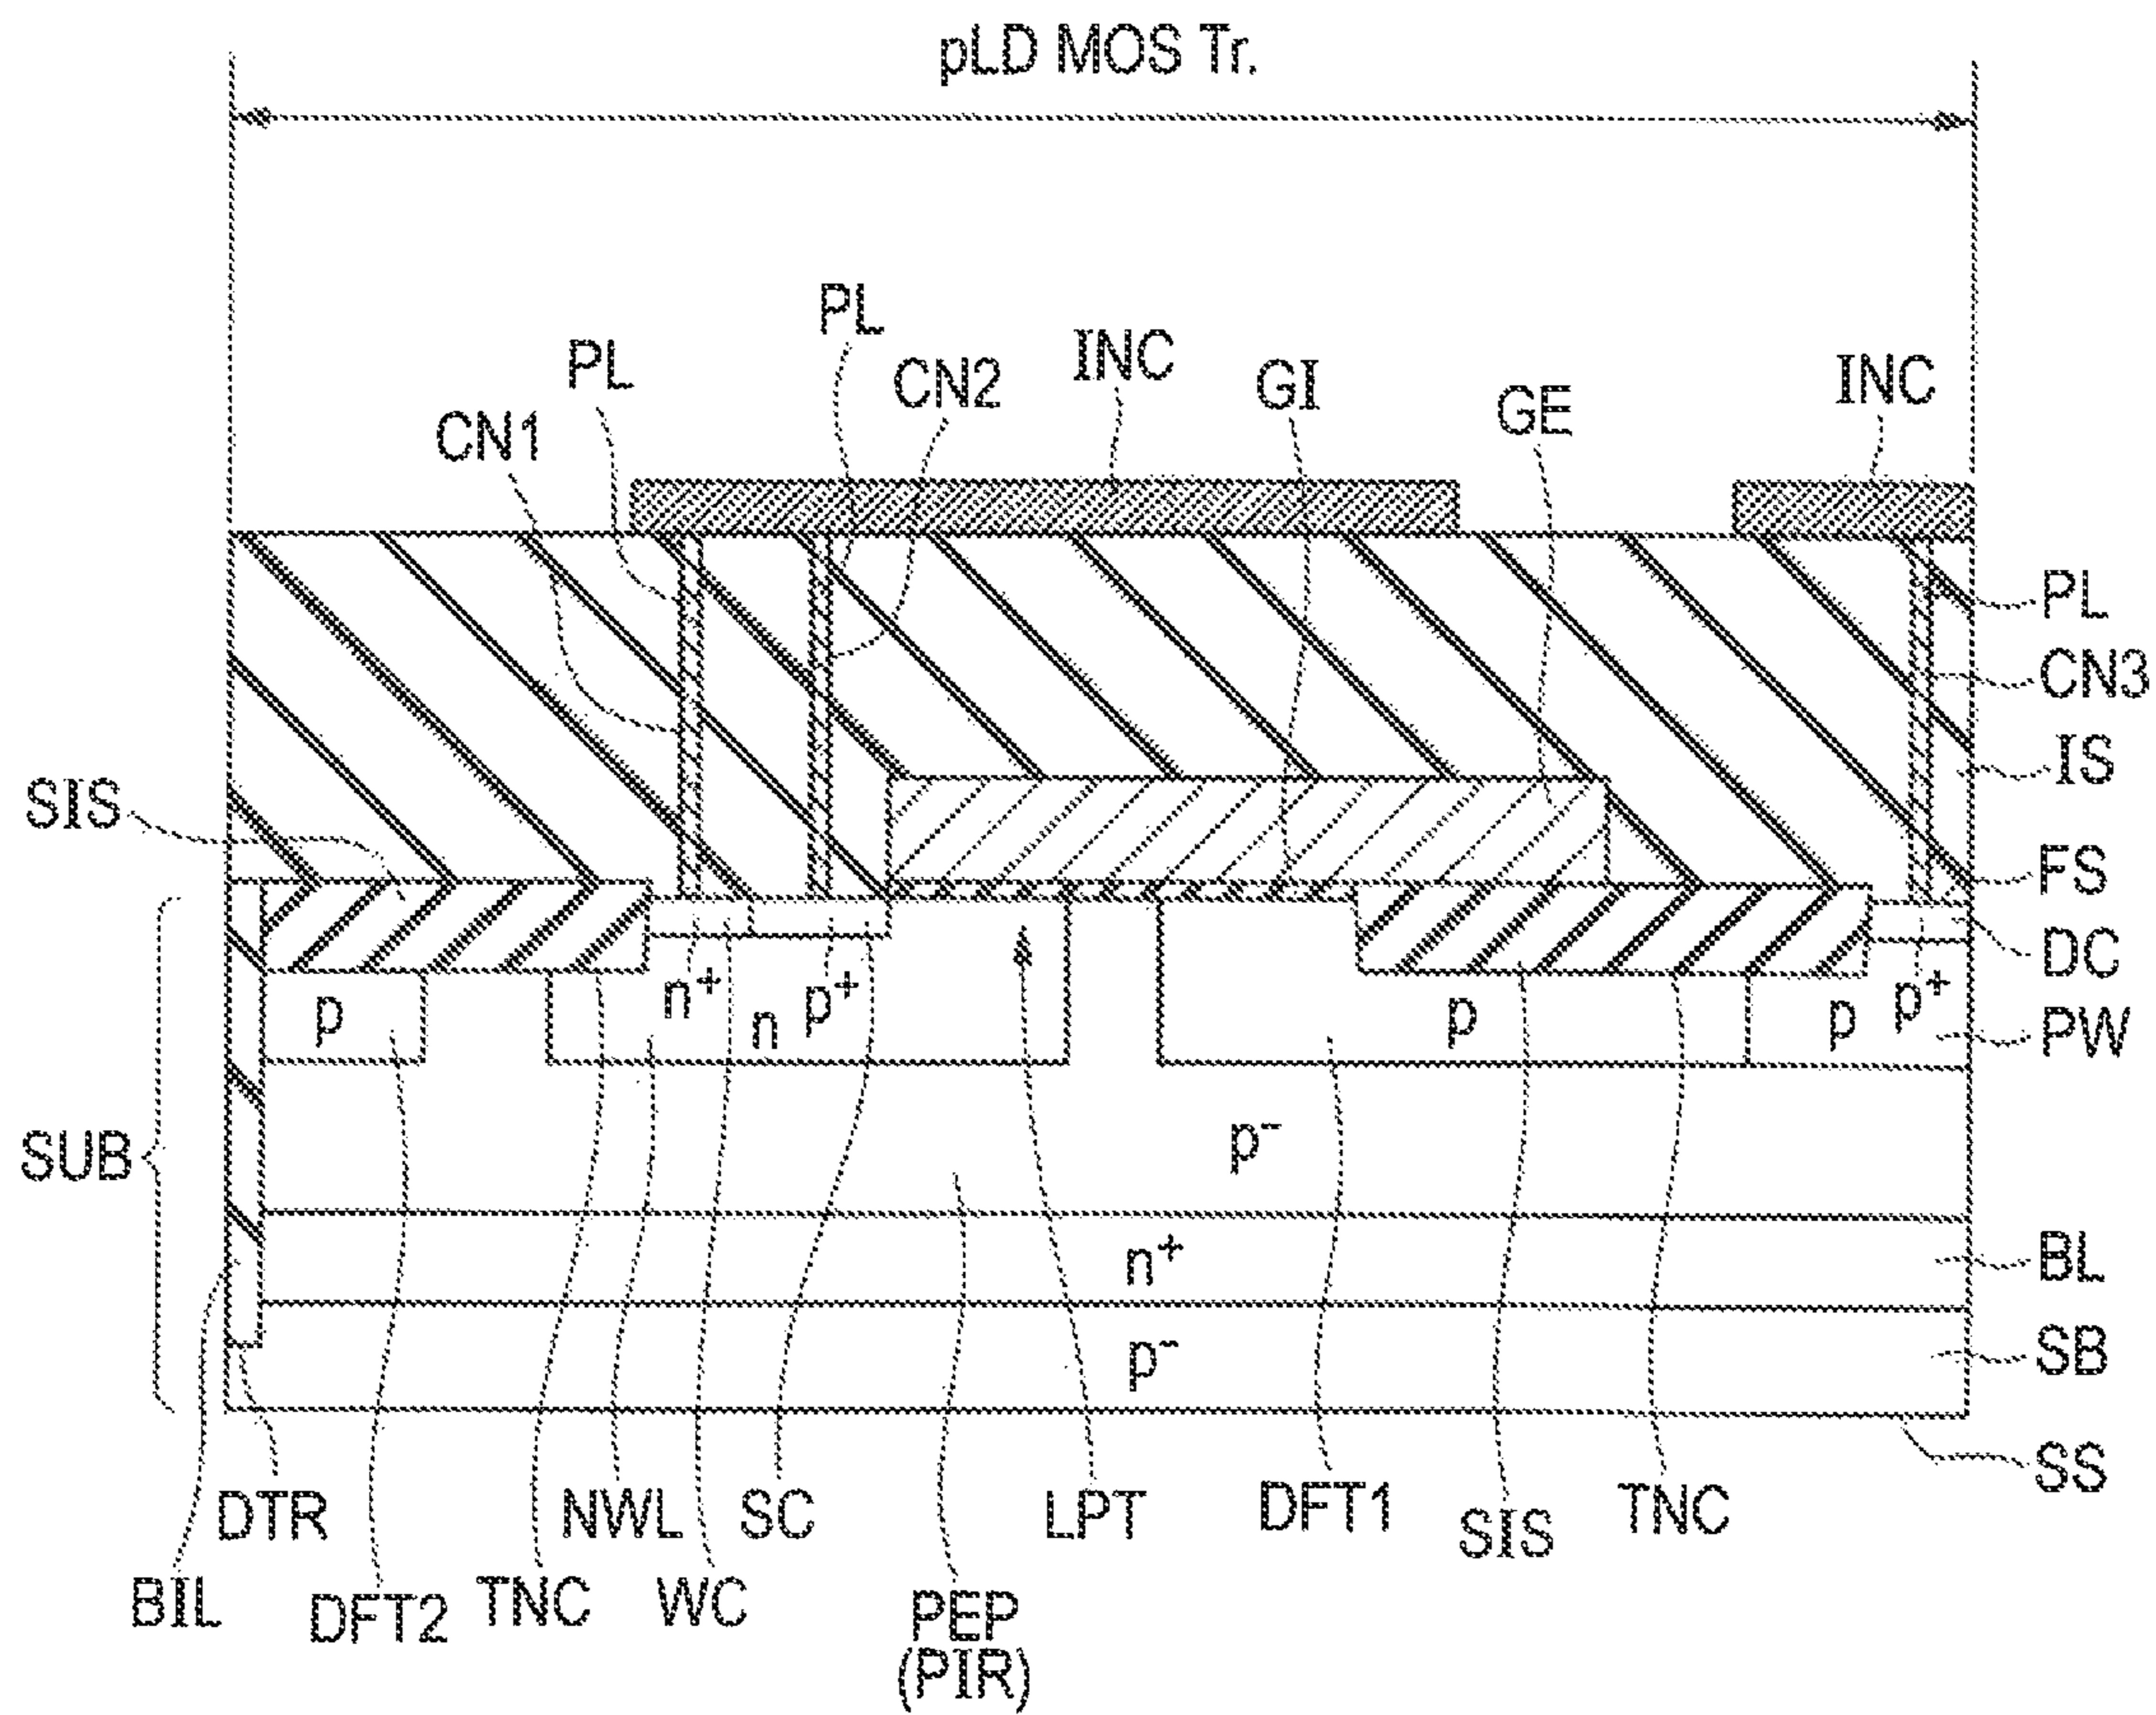 pLD MOS Tr.
PL
PL
INC
CN2
GI
GE
INC
CN1
PL
CN3
IS
SIS
FS
DC
n⁺
p⁺
p
n
p
p
p⁺
PW
SUB
p⁻
n⁺
BL
p⁻
SB
SS
DTR
NWL
SC
LPT
DFT1
SIS
TNC
BIL
DFT2
TNC
WC
PEP
(PIR)